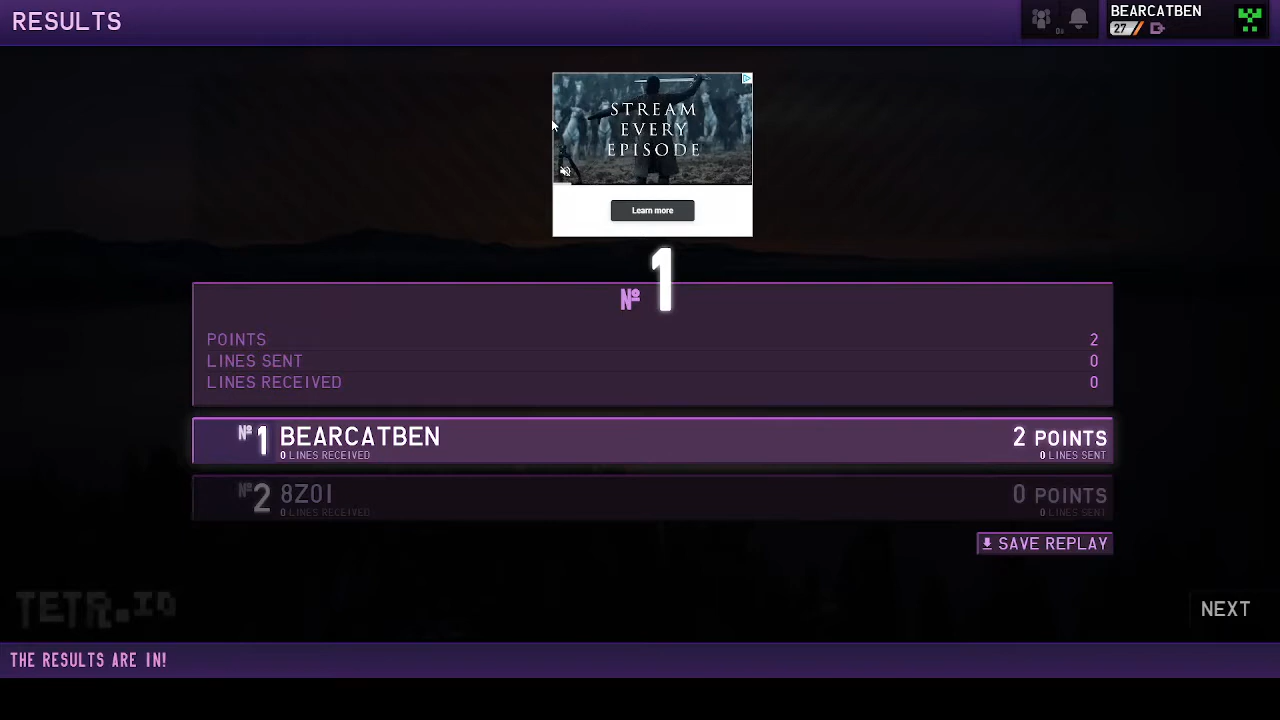 RESULTS
BEARCATBEN
27
STREAM
EVERY
EPISODE
Learn more
Nº 1
POINTS 2
LINES SENT 0
LINES RECEIVED 0
Nº 1 BEARCATBEN 2 POINTS
0 LINES RECEIVED 0 LINES SENT
Nº 2 8Z0I 0 POINTS
0 LINES RECEIVED 0 LINES SENT
SAVE REPLAY
TETR.IO
NEXT
THE RESULTS ARE IN!